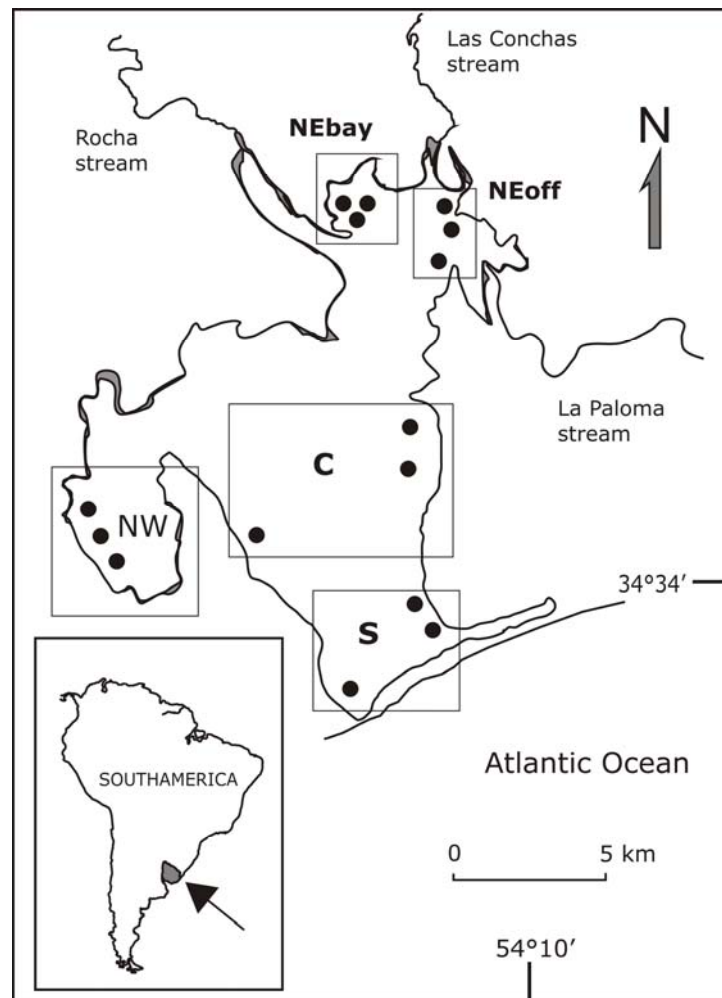 Las Conchas
stream
Rocha
stream
NEbay
N
NEoff
La Paloma
stream
C
NW
34°34’
S
SOUTHAMERICA
Atlantic Ocean
0 5 km
54°10’